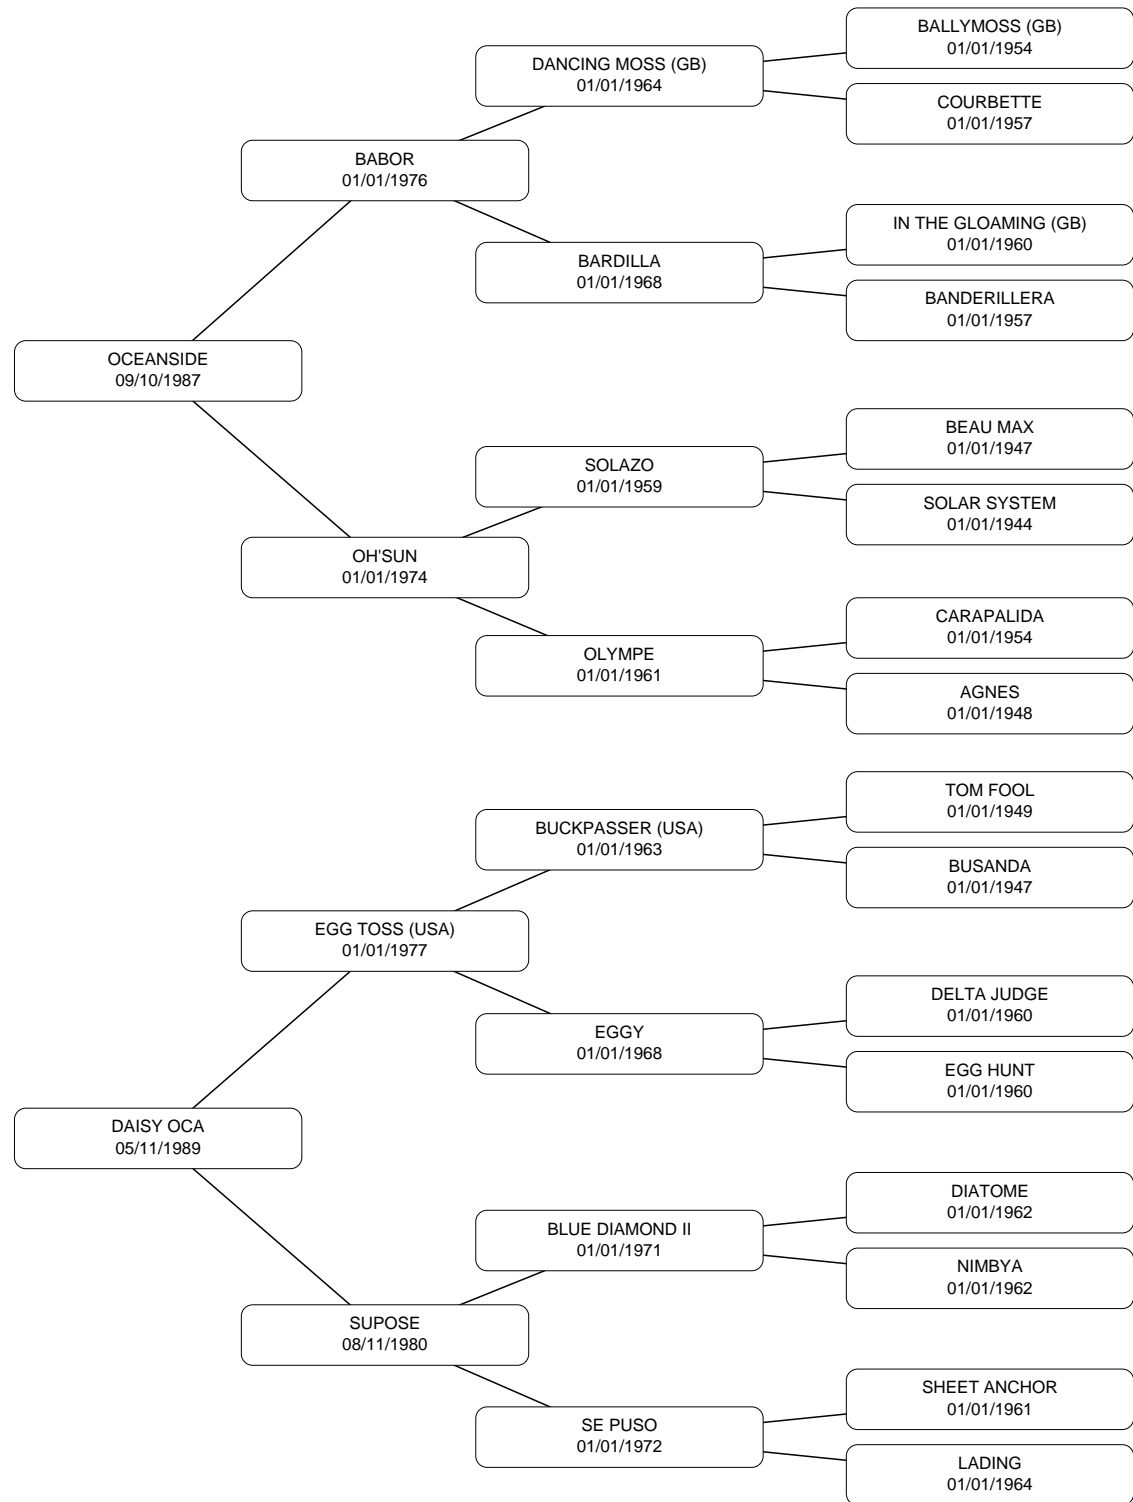 BALLYMOSS (GB)
01/01/1954
DANCING MOSS (GB)
01/01/1964
COURBETTE
01/01/1957
BABOR
01/01/1976
IN THE GLOAMING (GB)
01/01/1960
BARDILLA
01/01/1968
BANDERILLERA
01/01/1957
OCEANSIDE
09/10/1987
BEAU MAX
01/01/1947
SOLAZO
01/01/1959
SOLAR SYSTEM
01/01/1944
OH'SUN
01/01/1974
CARAPALIDA
01/01/1954
OLYMPE
01/01/1961
AGNES
01/01/1948
TOM FOOL
01/01/1949
BUCKPASSER (USA)
01/01/1963
BUSANDA
01/01/1947
EGG TOSS (USA)
01/01/1977
DELTA JUDGE
01/01/1960
EGGY
01/01/1968
EGG HUNT
01/01/1960
DAISY OCA
05/11/1989
DIATOME
01/01/1962
BLUE DIAMOND II
01/01/1971
NIMBYA
01/01/1962
SUPOSE
08/11/1980
SHEET ANCHOR
01/01/1961
SE PUSO
01/01/1972
LADING
01/01/1964